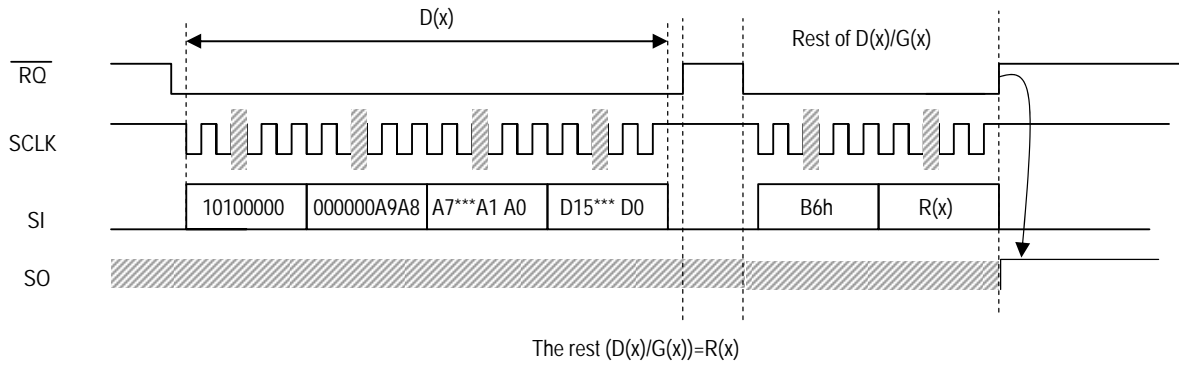 D(x)
Rest of D(x)/G(x)
RQ
SCLK
SI
10100000
000000A9A8
A7***A1 A0
D15*** D0
B6h
R(x)
SO
The rest (D(x)/G(x))=R(x)